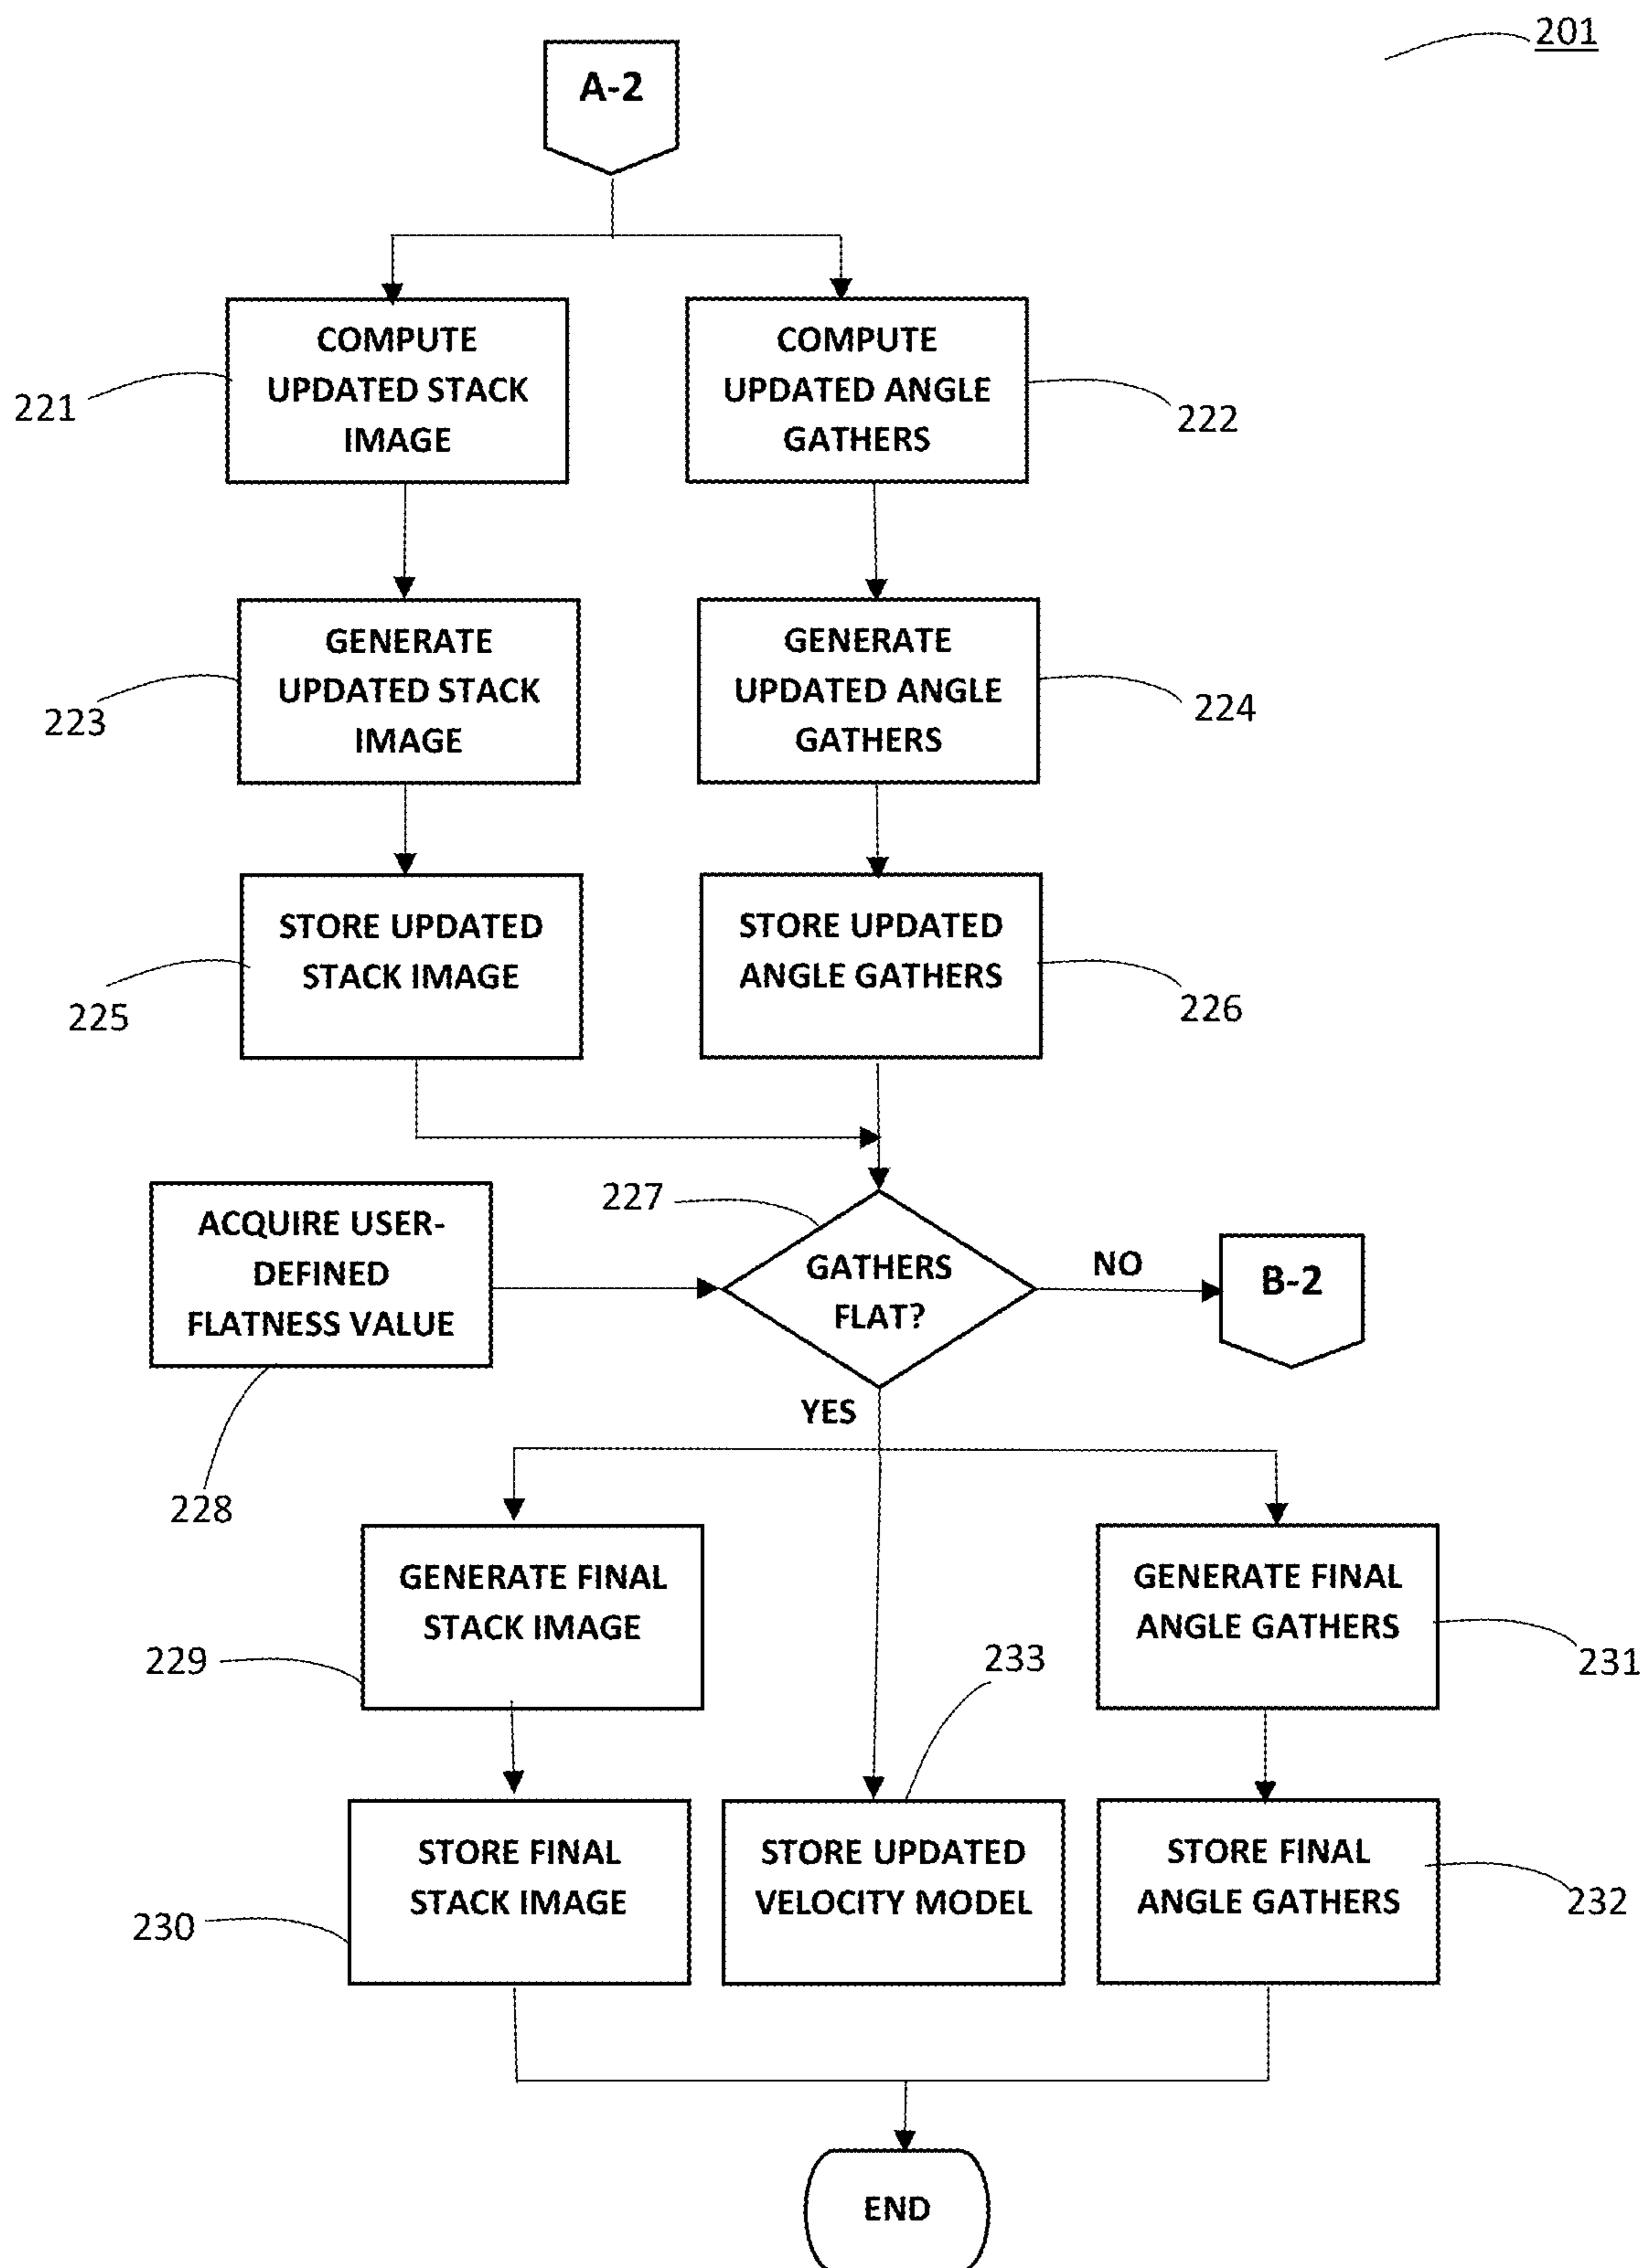 201
A-2
COMPUTE
UPDATED STACK
IMAGE
221
COMPUTE
UPDATED ANGLE
GATHERS
222
GENERATE
UPDATED STACK
IMAGE
223
GENERATE
UPDATED ANGLE
GATHERS
224
STORE UPDATED
STACK IMAGE
225
STORE UPDATED
ANGLE GATHERS
226
227
ACQUIRE USER-
DEFINED
FLATNESS VALUE
228
GATHERS
FLAT?
NO
B-2
YES
GENERATE FINAL
STACK IMAGE
229
233
GENERATE FINAL
ANGLE GATHERS
231
STORE FINAL
STACK IMAGE
230
STORE UPDATED
VELOCITY MODEL
STORE FINAL
ANGLE GATHERS
232
END